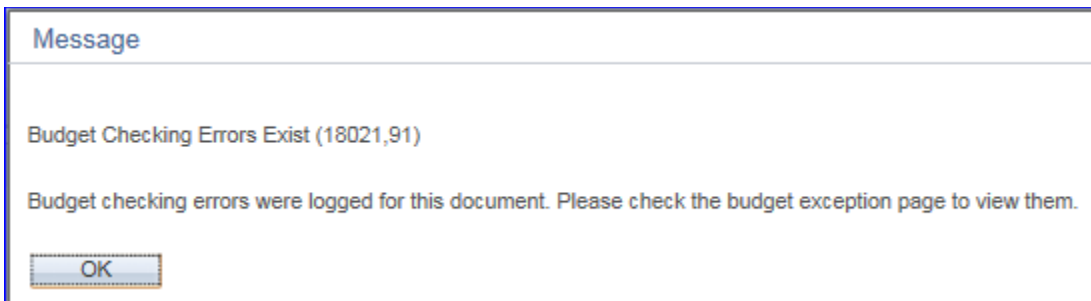 Message
Budget Checking Errors Exist (18021,91)
Budget checking errors were logged for this document. Please check the budget exception page to view them.
OK